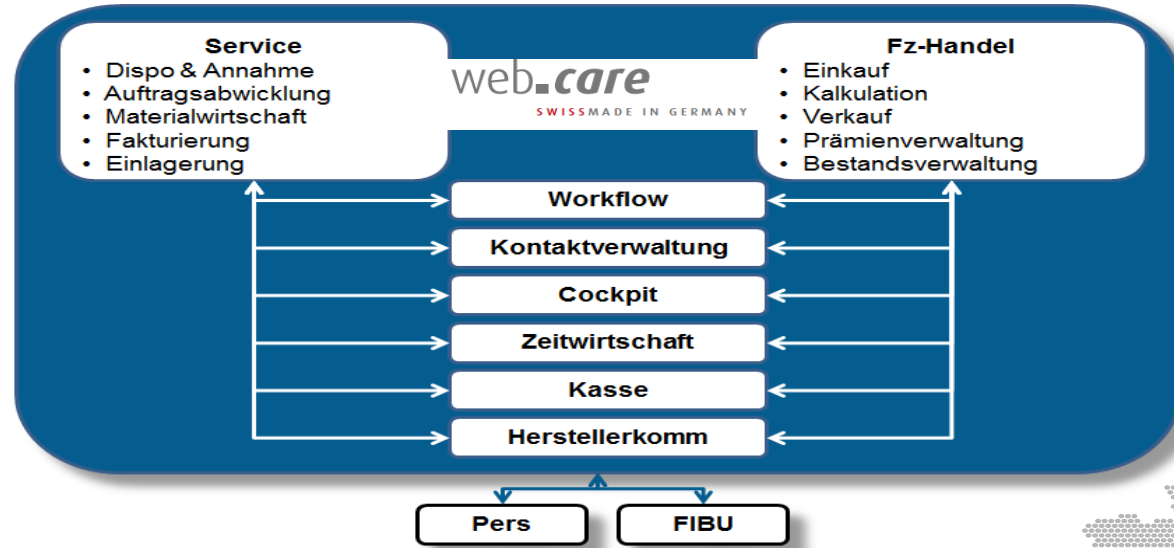 Service
• Dispo & Annahme
• Auftragsabwicklung
• Materialwirtschaft
• Fakturierung
• Einlagerung
web.care
SWISSMADE IN GERMANY
Fz-Handel
• Einkauf
• Kalkulation
• Verkauf
• Prämienverwaltung
• Bestandsverwaltung
Workflow
Kontaktverwaltung
Cockpit
Zeitwirtschaft
Kasse
Herstellerkomm
Pers
FIBU